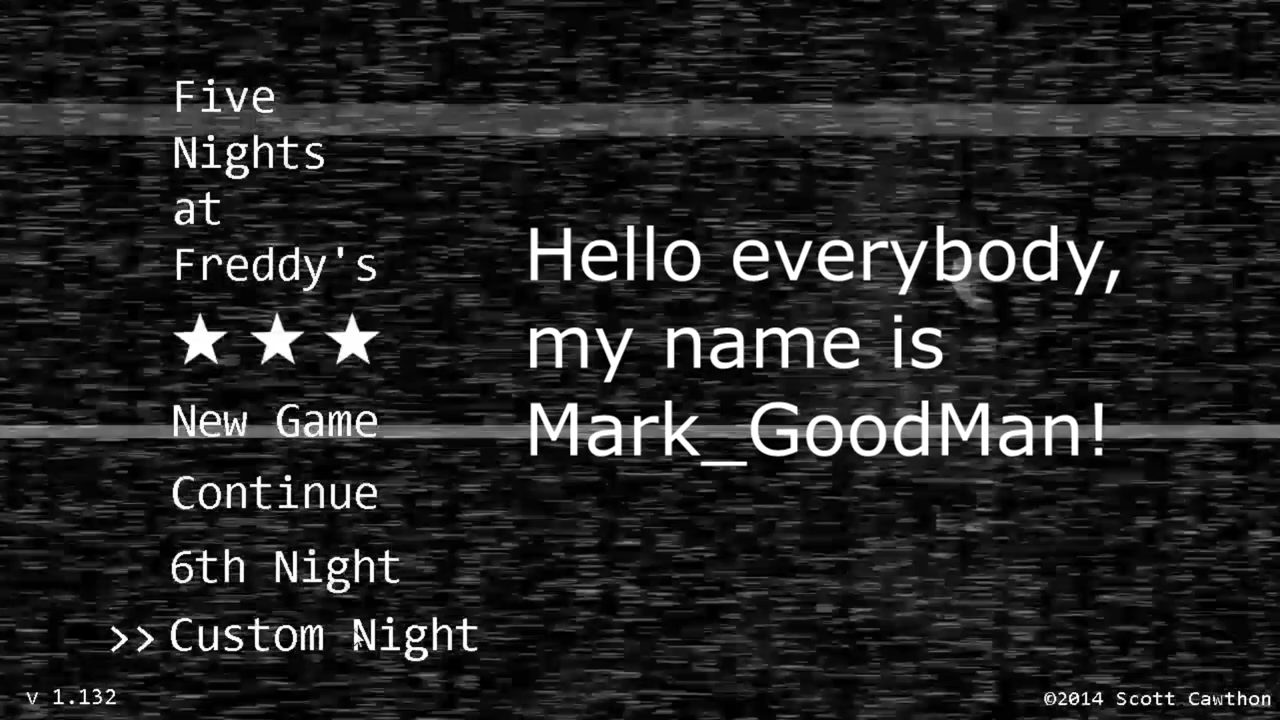 Five
Nights
at
Freddy's
★ ★ ★
New Game
Continue
6th Night
>> Custom Night
Hello everybody,
my name is
Mark_GoodMan!
v 1.132
©2014 Scott Cawthon